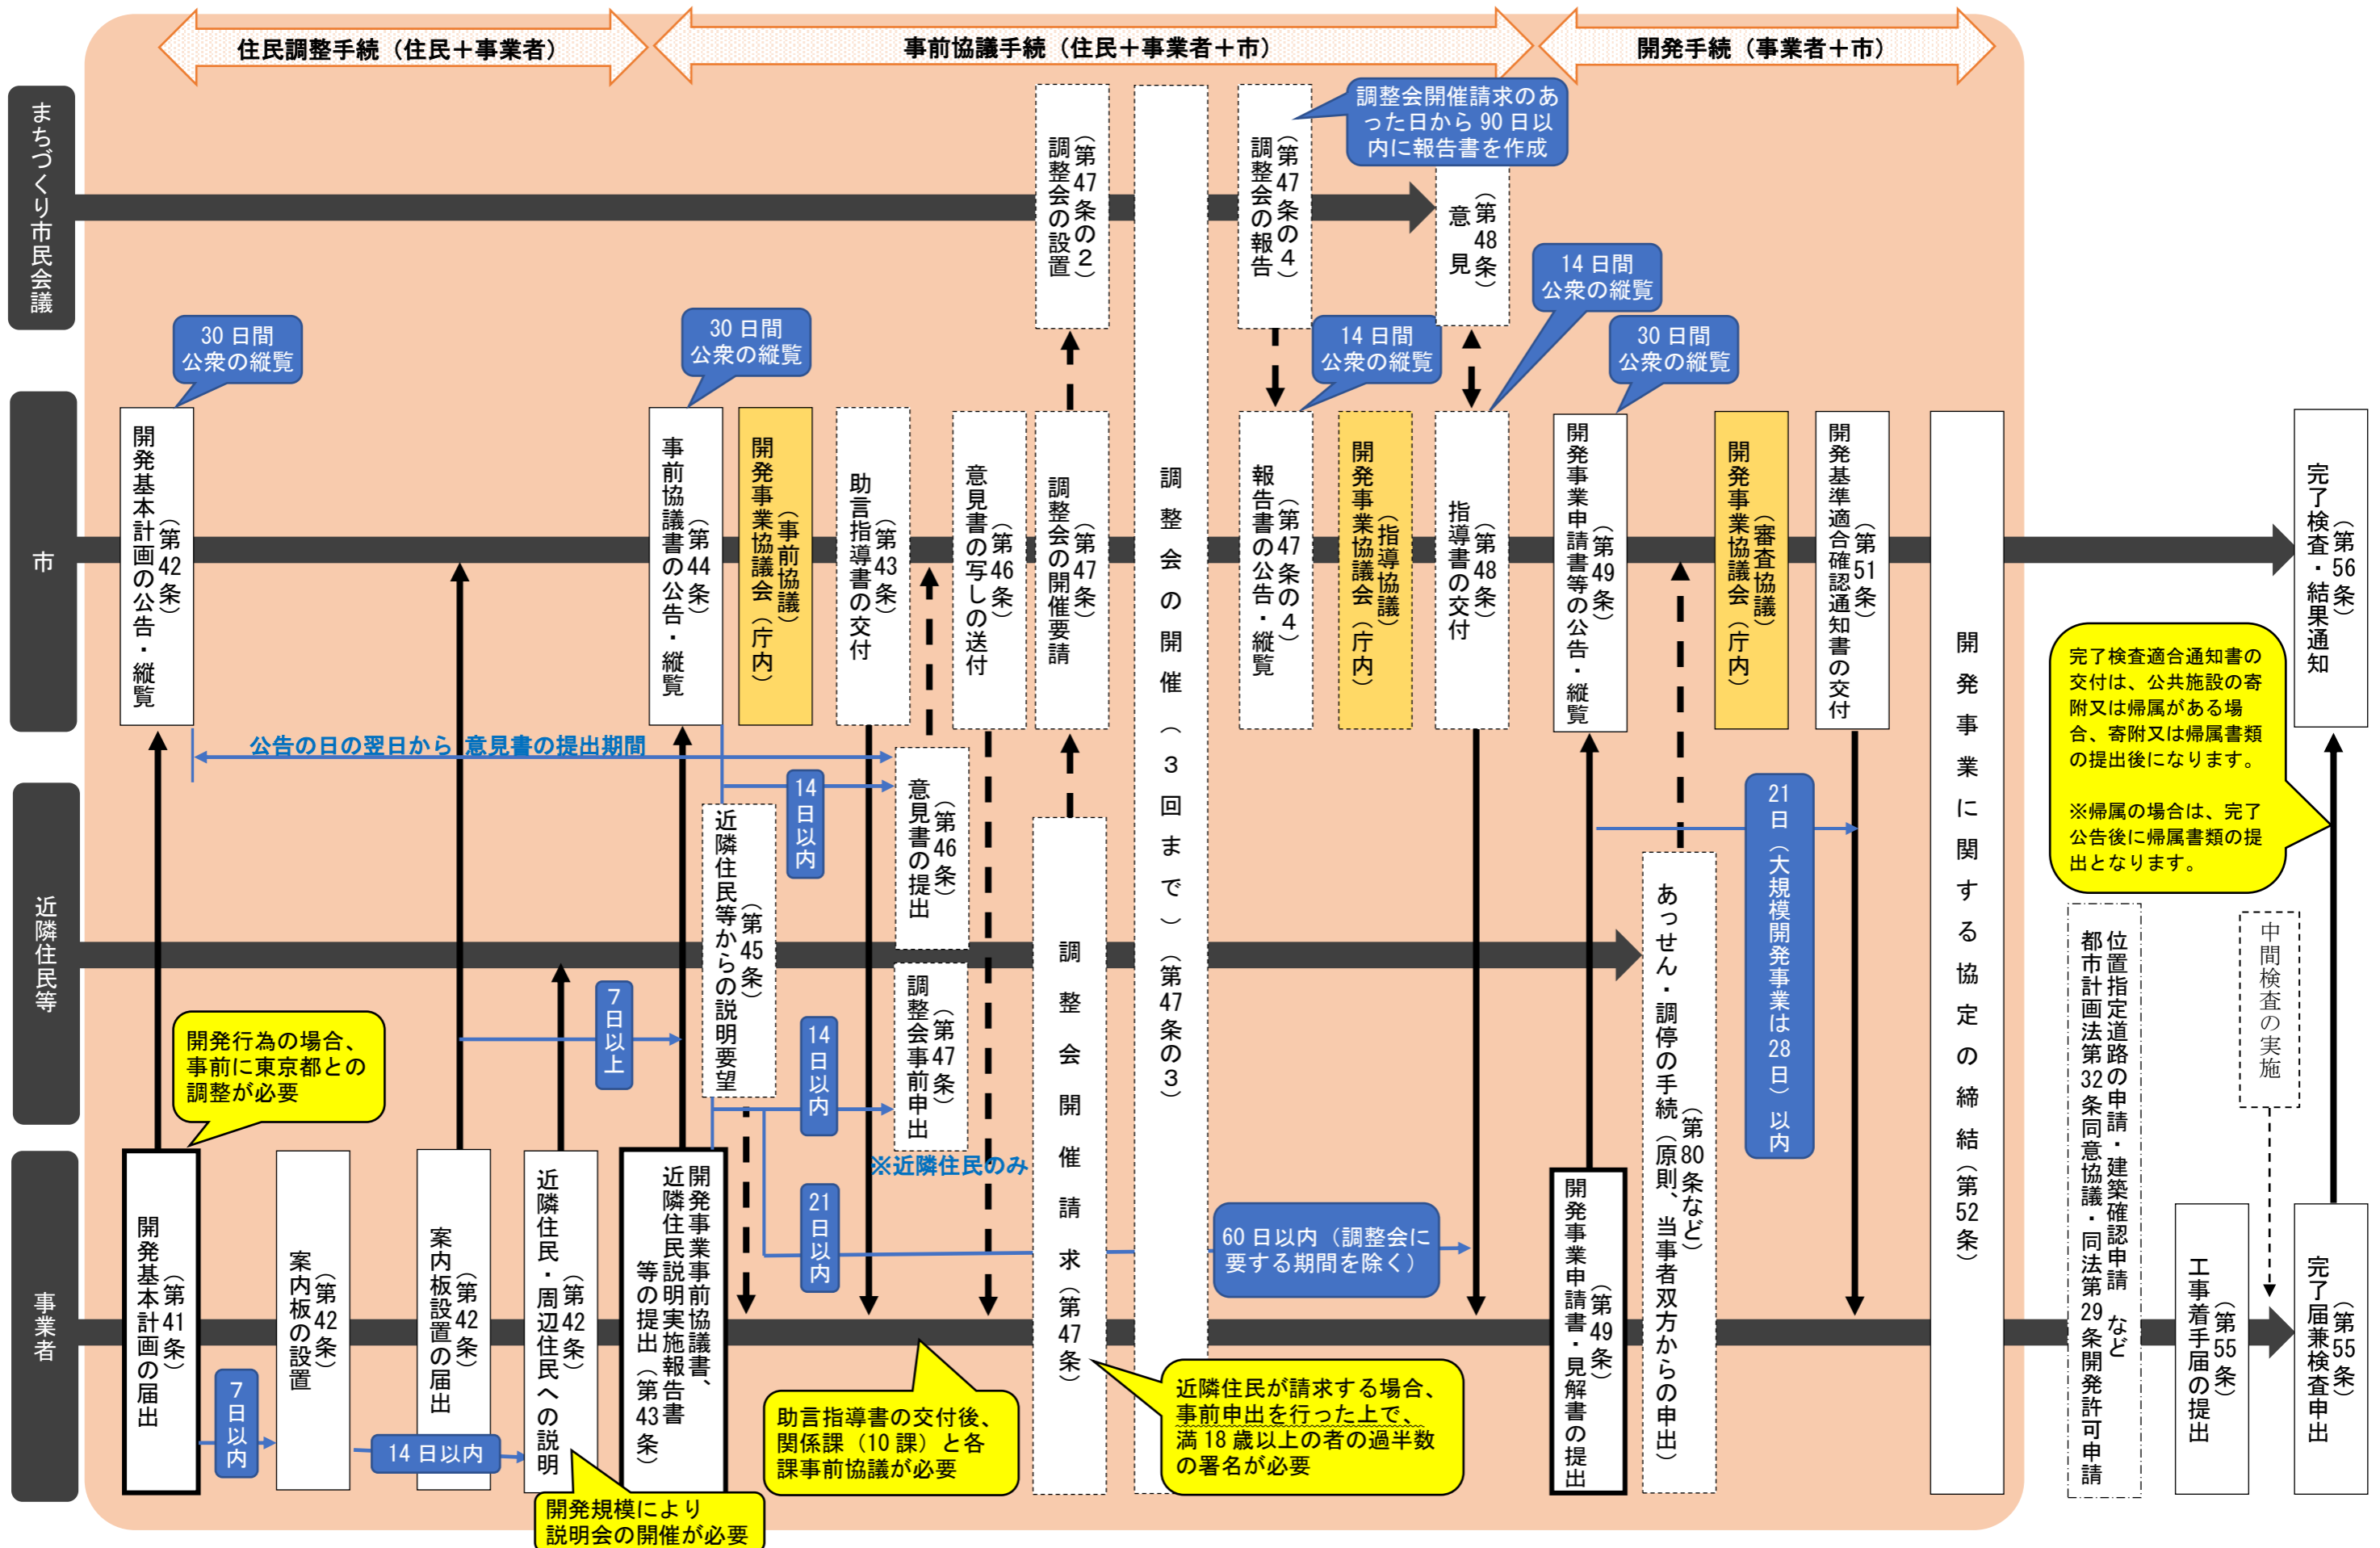 住民調整手続（住民＋事業者）
事前協議手続（住民＋事業者＋市）
開発手続（事業者＋市）
まちづくり市民会議
調整会の設置
（第47条の２）
調整会の報告
（第47条の４）
調整会開催請求のあ
った日から 90 日以
内に報告書を作成
意　見
（第48条）
30 日間
公衆の縦覧
30 日間
公衆の縦覧
14 日間
公衆の縦覧
14 日間
公衆の縦覧
30 日間
公衆の縦覧
市
開発基本計画の公告・縦覧
（第42条）
事前協議書の公告・縦覧
（第44条）
開発事業協議会（庁内）
（事前協議）
助言指導書の交付
（第43条）
意見書の写しの送付
（第46条）
調整会の開催要請
（第47条）
調整会の開催（３回まで）（第47条の３）
報告書の公告・縦覧
（第47条の４）
開発事業協議会（庁内）
（指導協議）
指導書の交付
（第48条）
開発事業申請書等の公告・縦覧
（第49条）
開発事業協議会（庁内）
（審査協議）
開発基準適合確認通知書の交付
（第51条）
開発事業に関する協定の締結（第52条）
完了検査・結果通知
（第56条）
完了検査適合通知書の
交付は、公共施設の寄
附又は帰属がある場
合、寄附又は帰属書類
の提出後になります。
※帰属の場合は、完了
公告後に帰属書類の提
出となります。
公告の日の翌日から 意見書の提出期間
近隣住民等
14日以内
近隣住民等からの説明要望
（第45条）
意見書の提出
（第46条）
調整会事前申出
（第47条）
※近隣住民のみ
7日以上
14日以内
21日以内
調整会開催請求（第47条）
あっせん・調停の手続（原則、当事者双方からの申出）
（第80条など）
21日（大規模開発事業は28日）以内
60 日以内（調整会に
要する期間を除く）
開発行為の場合、
事前に東京都との
調整が必要
事業者
開発基本計画の届出
（第41条）
7日以内
案内板の設置
（第42条）
14 日以内
案内板設置の届出
（第42条）
近隣住民・周辺住民への説明
（第42条）
開発規模により
説明会の開催が必要
開発事業事前協議書、
近隣住民説明実施報告書
等の提出（第43条）
助言指導書の交付後、
関係課（10 課）と各
課事前協議が必要
近隣住民が請求する場合、
事前申出を行った上で、
満 18 歳以上の者の過半数
の署名が必要
開発事業申請書・見解書の提出
（第49条）
位置指定道路の申請・建築確認申請　など
都市計画法第32条同意協議・同法第29条開発許可申請
工事着手届の提出
（第55条）
中間検査の実施
完了届兼検査申出
（第55条）